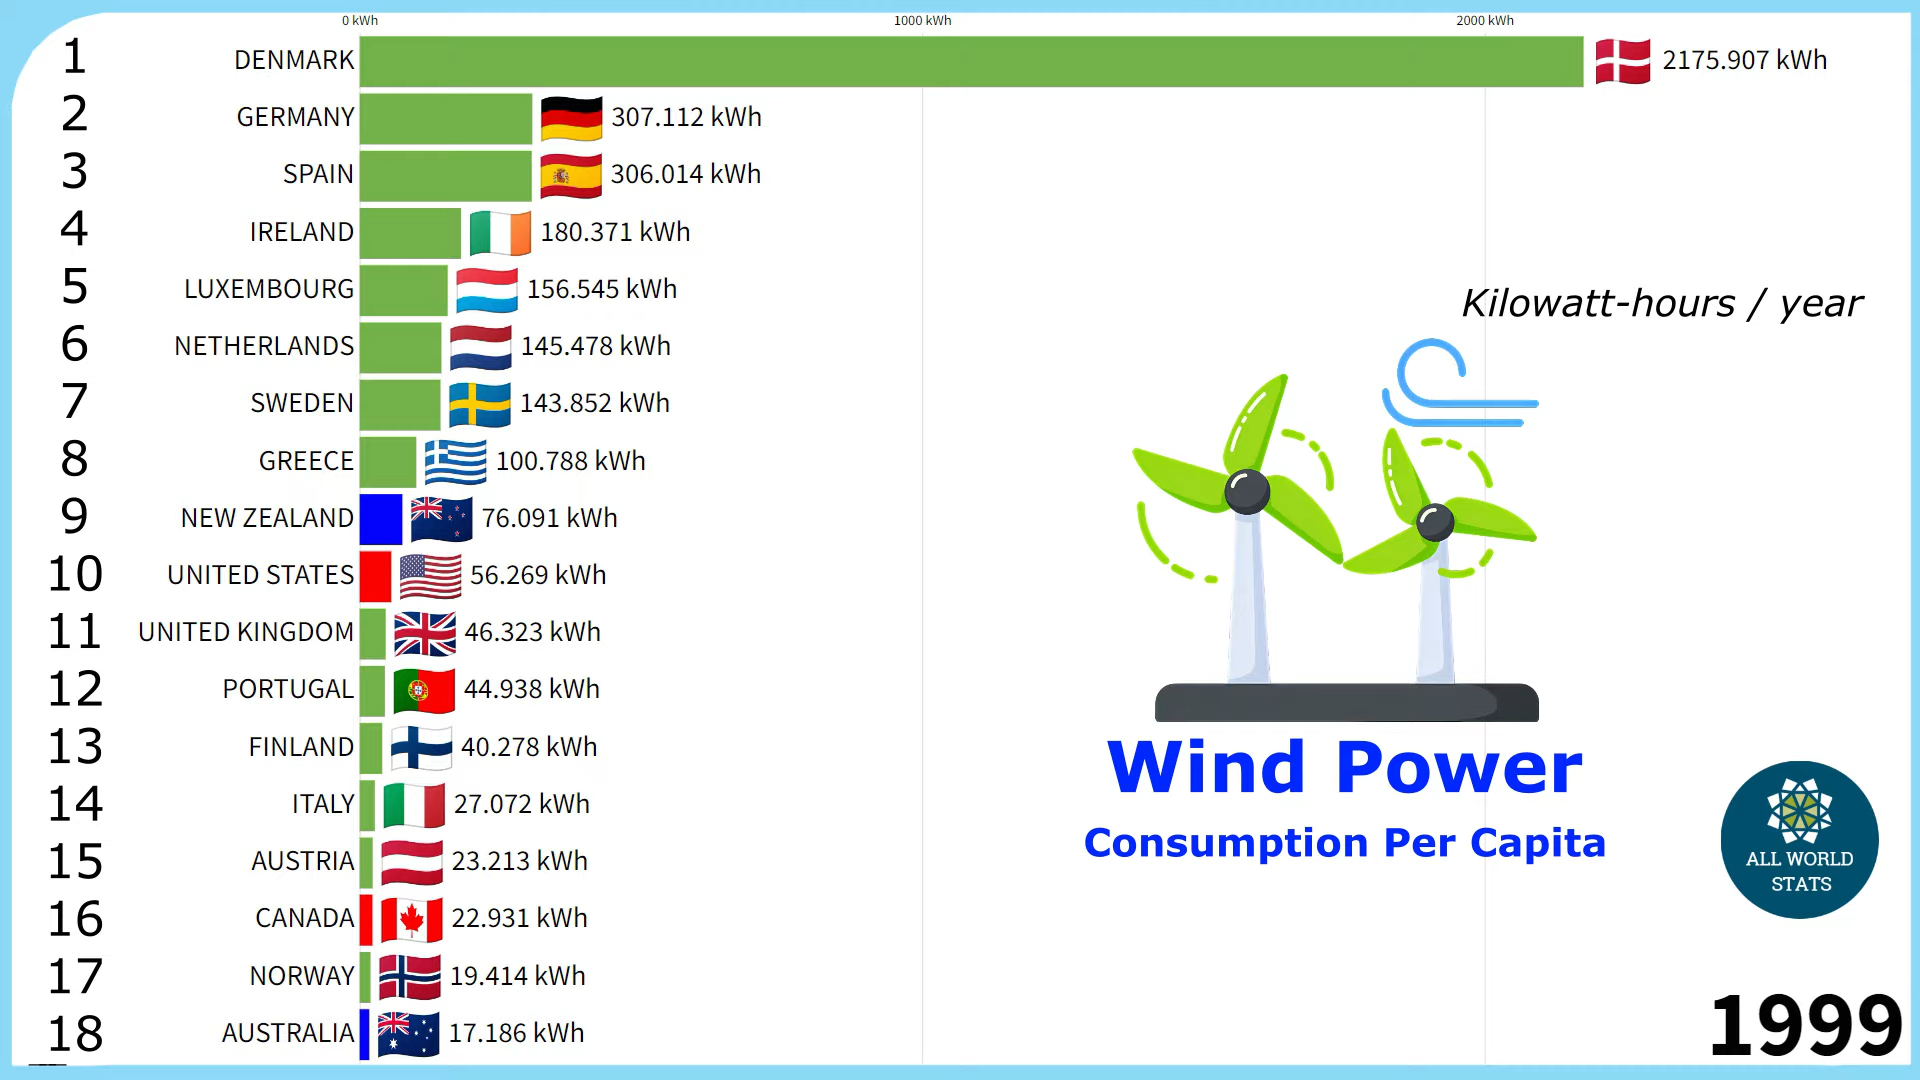 0 kWh 1000 kWh 2000 kWh
1 DENMARK 2175.907 kWh
2 GERMANY 307.112 kWh
3 SPAIN 306.014 kWh
4 IRELAND 180.371 kWh
5 LUXEMBOURG 156.545 kWh
Kilowatt-hours / year
6 NETHERLANDS 145.478 kWh
7 SWEDEN 143.852 kWh
8 GREECE 100.788 kWh
9 NEW ZEALAND 76.091 kWh
10 UNITED STATES 56.269 kWh
11 UNITED KINGDOM 46.323 kWh
12 PORTUGAL 44.938 kWh
13 FINLAND 40.278 kWh
Wind Power
14 ITALY 27.072 kWh
Consumption Per Capita
15 AUSTRIA 23.213 kWh
ALL WORLD
STATS
16 CANADA 22.931 kWh
17 NORWAY 19.414 kWh
18 AUSTRALIA 17.186 kWh
1999